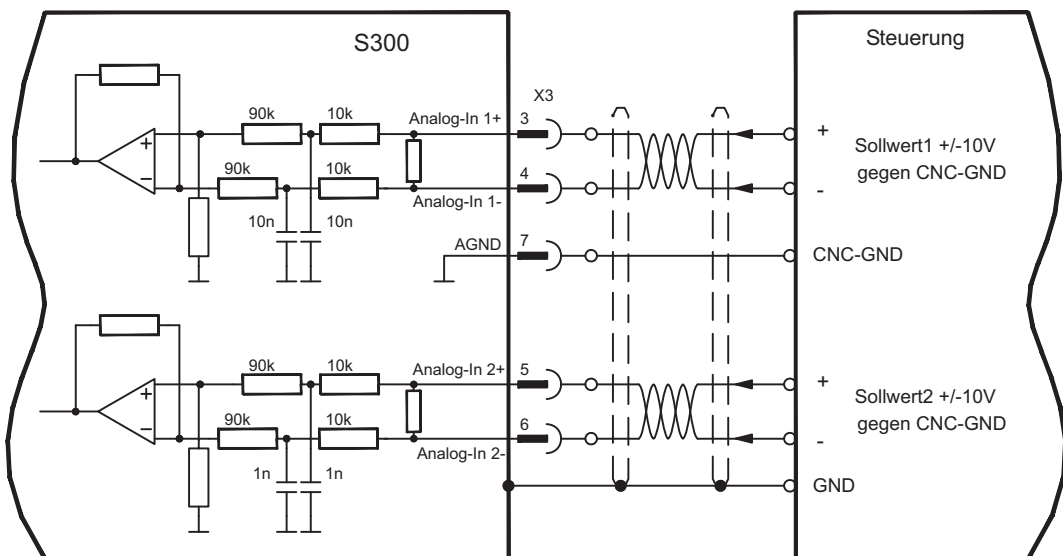 S300
Steuerung
X3
90k
10k
Analog-In 1+
3
+
+
Sollwert1 +/-10V
gegen CNC-GND
−
90k
10k
4
-
Analog-In 1-
10n
10n
AGND
7
CNC-GND
90k
10k
Analog-In 2+
5
+
+
Sollwert2 +/-10V
gegen CNC-GND
−
90k
10k
6
-
Analog-In 2-
1n
1n
GND